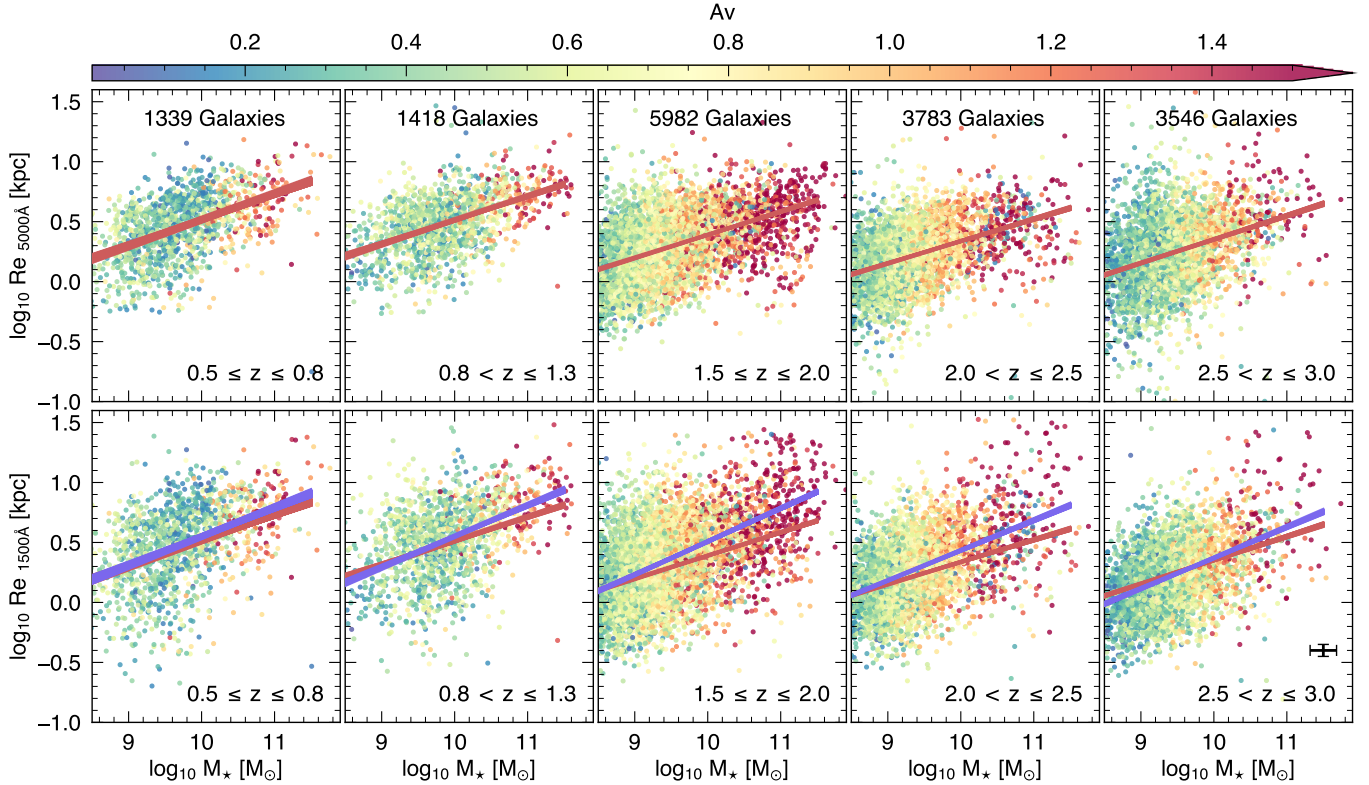 Av
0.2 0.4 0.6 0.8 1.0 1.2 1.4
1339 Galaxies 1418 Galaxies 5982 Galaxies 3783 Galaxies 3546 Galaxies
log₁₀ Re ₅₀₀₀Å [kpc]
1.5
1.0
0.5
0.0
−0.5
−1.0
0.5 ≤ z ≤ 0.8 0.8 < z ≤ 1.3 1.5 ≤ z ≤ 2.0 2.0 < z ≤ 2.5 2.5 < z ≤ 3.0
log₁₀ Re ₁₅₀₀Å [kpc]
1.5
1.0
0.5
0.0
−0.5
−1.0
0.5 ≤ z ≤ 0.8 0.8 < z ≤ 1.3 1.5 ≤ z ≤ 2.0 2.0 < z ≤ 2.5 2.5 < z ≤ 3.0
9 10 11 9 10 11 9 10 11 9 10 11 9 10 11
log₁₀ M⋆ [M⊙] log₁₀ M⋆ [M⊙] log₁₀ M⋆ [M⊙] log₁₀ M⋆ [M⊙] log₁₀ M⋆ [M⊙]